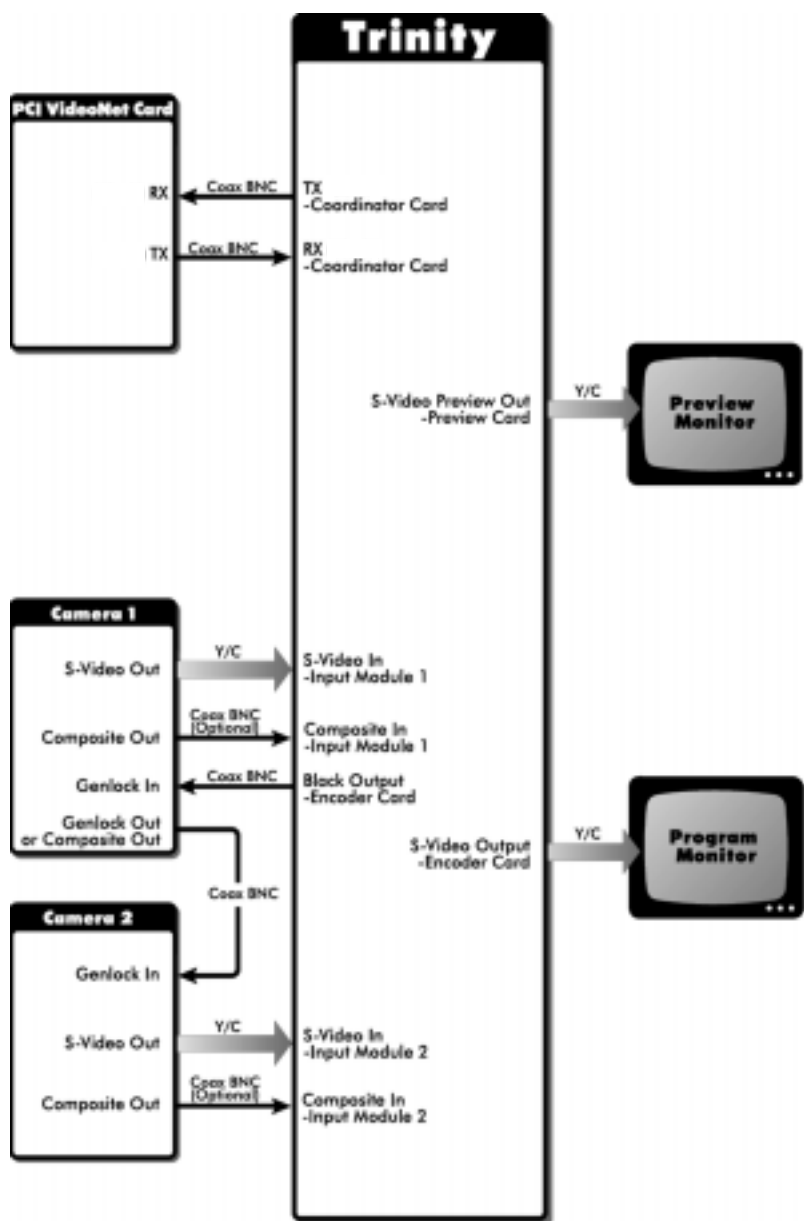 Trinity
PCI VideoNet Card
RX
Coax BNC
TX
-Coordinator Card
TX
Coax BNC
RX
-Coordinator Card
S-Video Preview Out
-Preview Card
Y/C
Preview
Monitor
Camera 1
S-Video Out
Y/C
S-Video In
-Input Module 1
Composite Out
Coax BNC
(Optional)
Composite In
-Input Module 1
Genlock In
Coax BNC
Black Output
-Encoder Card
Genlock Out
or Composite Out
Coax BNC
S-Video Output
-Encoder Card
Y/C
Program
Monitor
Camera 2
Genlock In
S-Video Out
Y/C
S-Video In
-Input Module 2
Composite Out
Coax BNC
(Optional)
Composite In
-Input Module 2